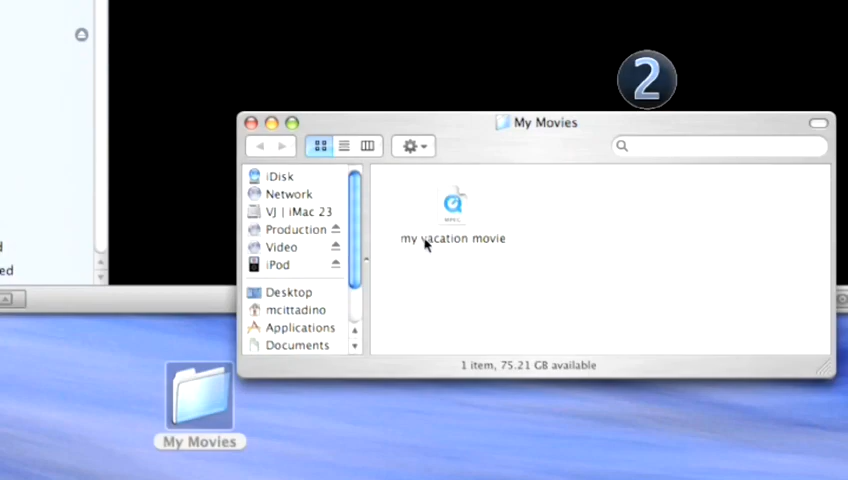 2
My Movies
iDisk
Network
VJ | iMac 23
Production
Video
iPod
Desktop
mcittadino
Applications
Documents
my vacation movie
1 item, 75.21 GB available
My Movies
ed